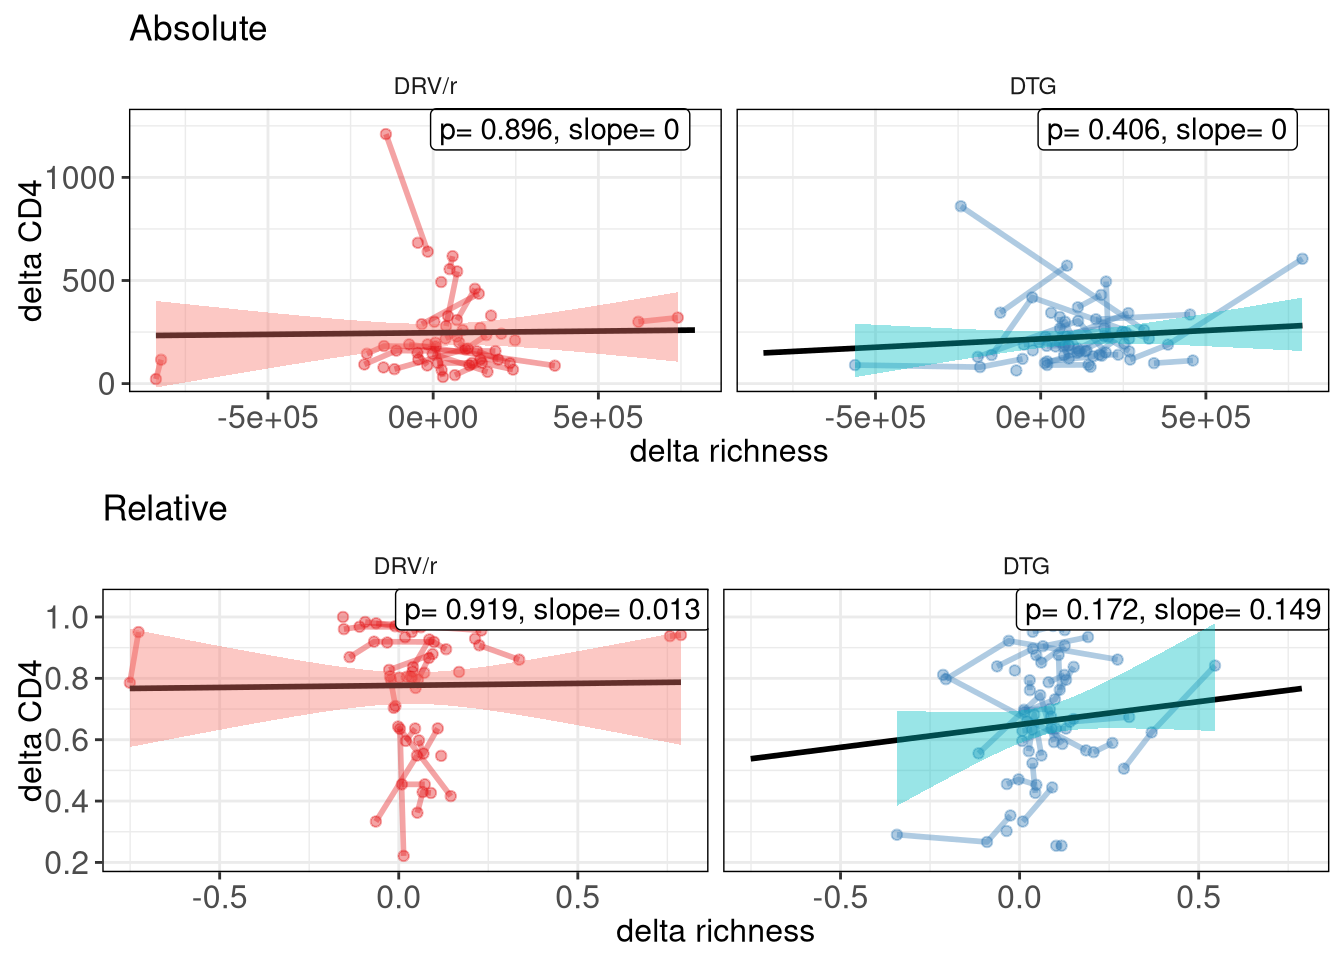 Absolute
DRV/r
DTG
p= 0.896, slope= 0
p= 0.406, slope= 0
delta CD4
1000
500
0
-5e+05
0e+00
5e+05
-5e+05
0e+00
5e+05
delta richness
Relative
DRV/r
DTG
p= 0.919, slope= 0.013
p= 0.172, slope= 0.149
delta CD4
1.0
0.8
0.6
0.4
0.2
-0.5
0.0
0.5
-0.5
0.0
0.5
delta richness